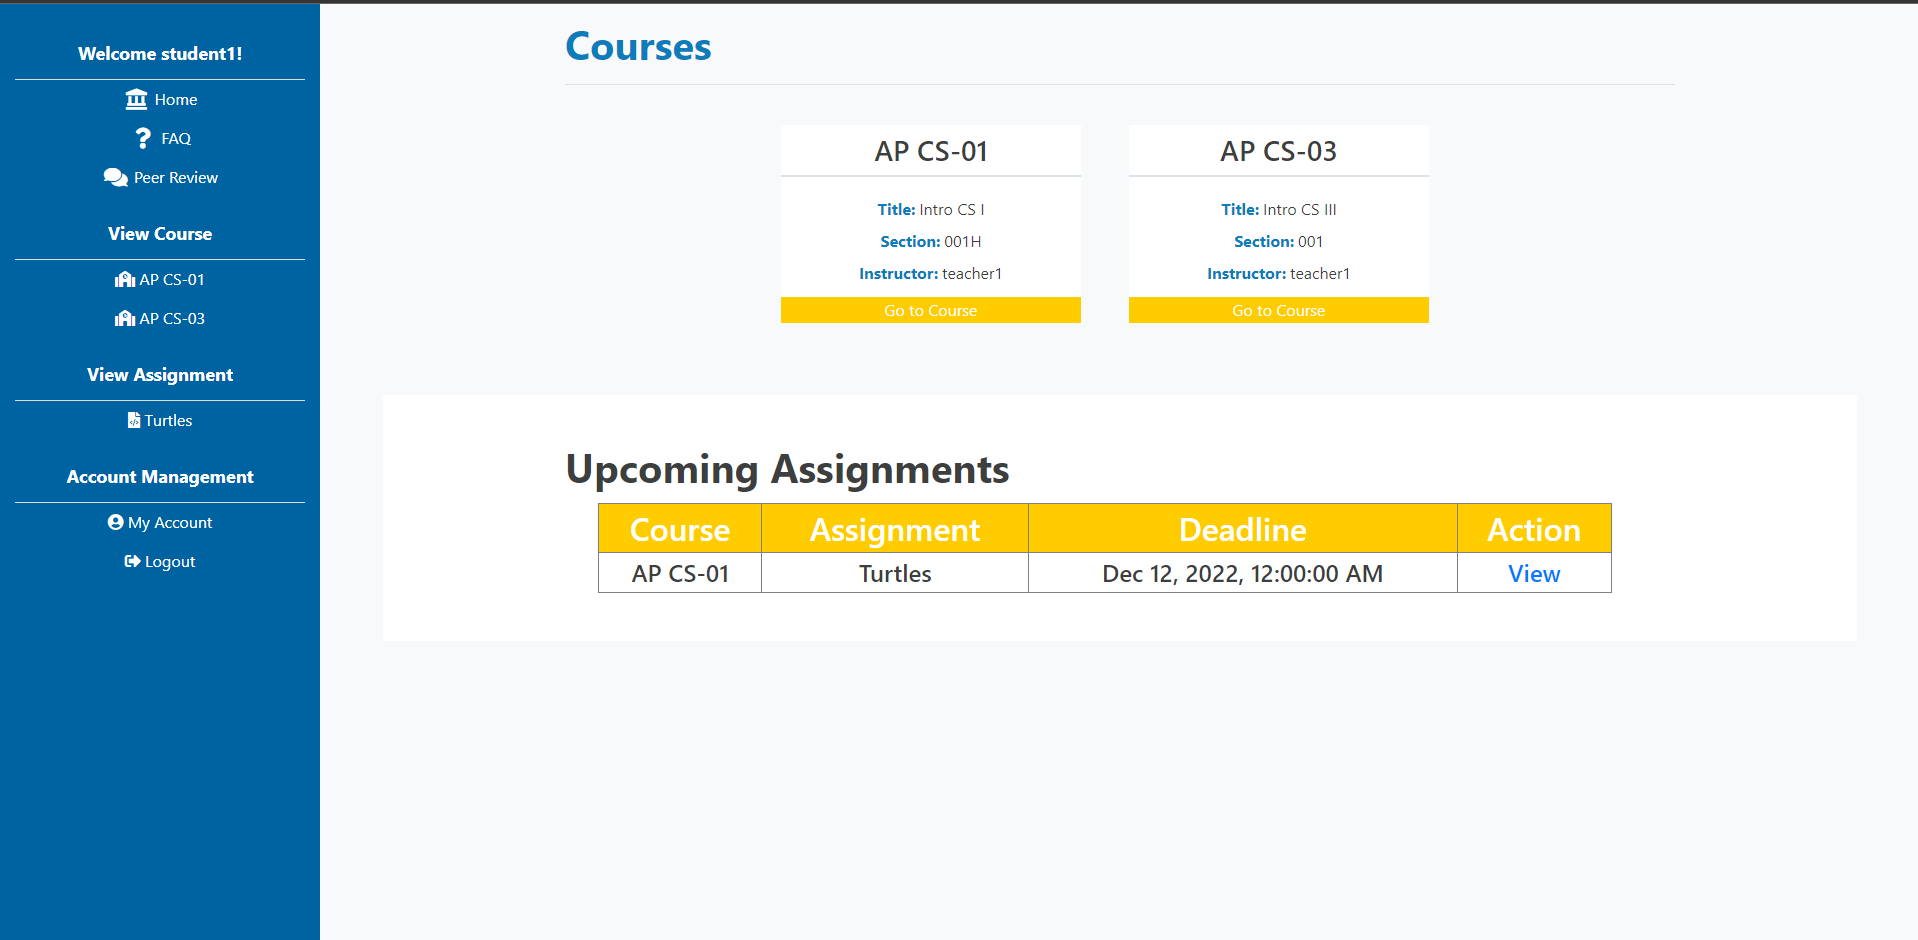 Welcome student1!
Home
FAQ
Peer Review
View Course
AP CS-01
AP CS-03
View Assignment
Turtles
Account Management
My Account
Logout
Courses
AP CS-01
Title: Intro CS I
Section: 001H
Instructor: teacher1
Go to Course
AP CS-03
Title: Intro CS III
Section: 001
Instructor: teacher1
Go to Course
Upcoming Assignments
Course Assignment Deadline Action
AP CS-01 Turtles Dec 12, 2022, 12:00:00 AM View